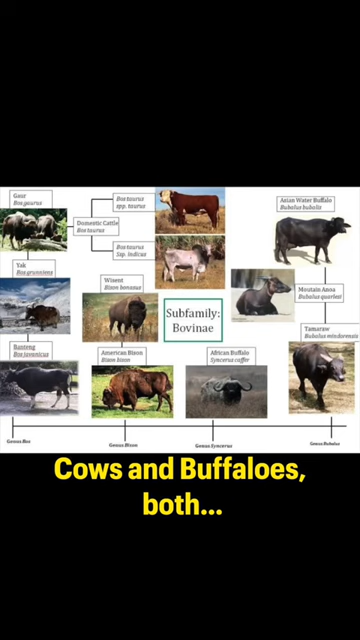 Gaur
Bos gaurus
Bos taurus
spp. taurus
Asian Water Buffalo
Bubalus bubalis
Domestic Cattle
Bos taurus
Bos taurus
Ssp. indicus
Yak
Bos grunniens
Wisent
Bison bonasus
Subfamily:
Bovinae
Moutain Anna
Bubalus quarlesi
Tamaraw
Bubalus mindorensis
Banteng
Bos javanicus
American Bison
Bison bison
African Buffalo
Syncerus caffer
Genus Bos
Genus Bison
Genus Syncerus
Genus Bubalus
Cows and Buffaloes,
both...